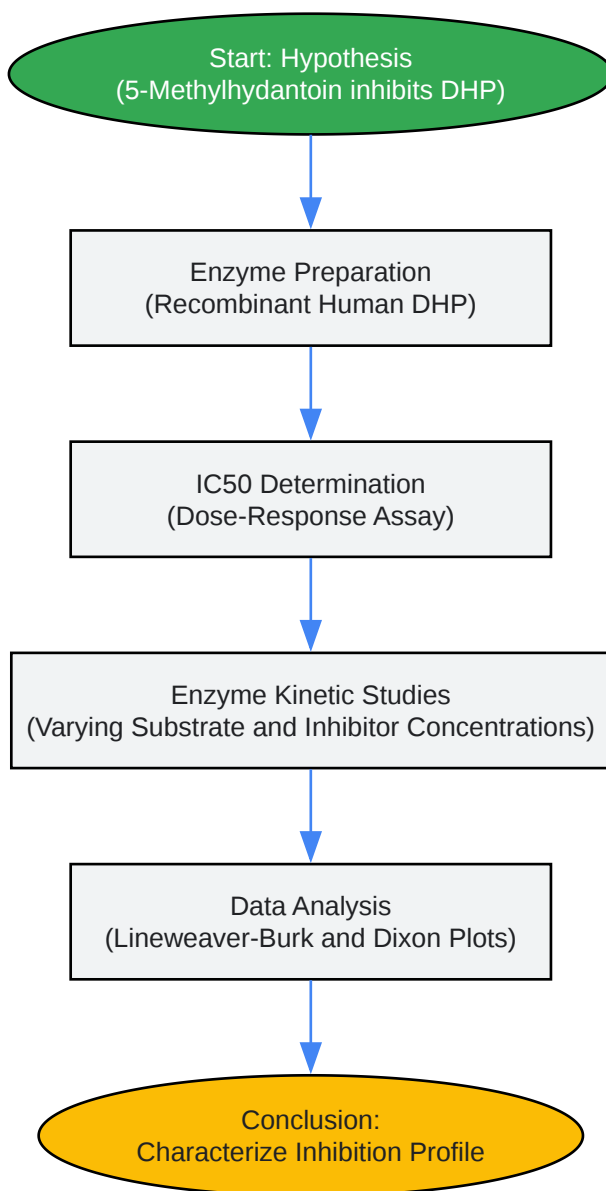 Start: Hypothesis
(5-Methylhydantoin inhibits DHP)
Enzyme Preparation
(Recombinant Human DHP)
IC50 Determination
(Dose-Response Assay)
Enzyme Kinetic Studies
(Varying Substrate and Inhibitor Concentrations)
Data Analysis
(Lineweaver-Burk and Dixon Plots)
Conclusion:
Characterize Inhibition Profile